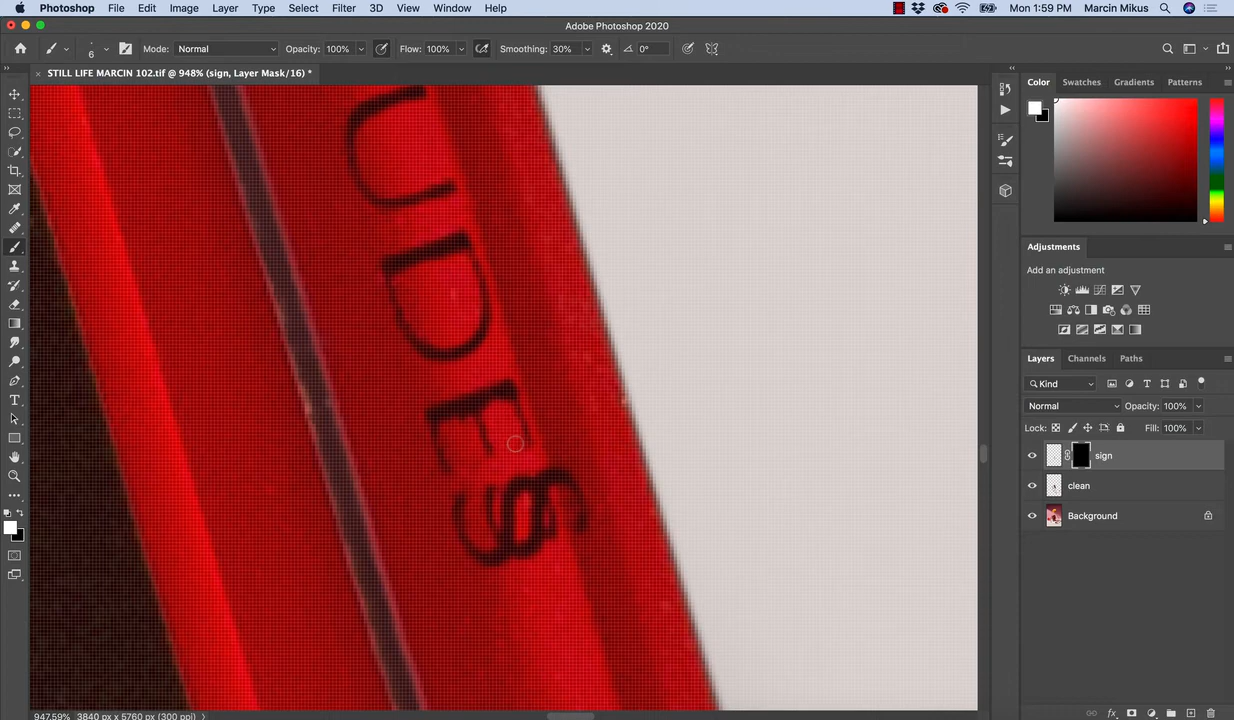 Photoshop File Edit Image Layer Type Select Filter 3D View Window Help Mon 1:59 PM Marcin Mikus
Adobe Photoshop 2020
6 Mode: Normal Opacity: 100% Flow: 100% Smoothing: 30% 0°
STILL LIFE MARCIN 102.tif @ 948% (sign, Layer Mask/16) *
Color Swatches Gradients Patterns
Adjustments
Add an adjustment
Layers Channels Paths
Kind
Normal Opacity: 100%
Lock: Fill: 100%
sign
clean
Background
UDES
947.59% 3840 px x 5760 px (300 ppi)